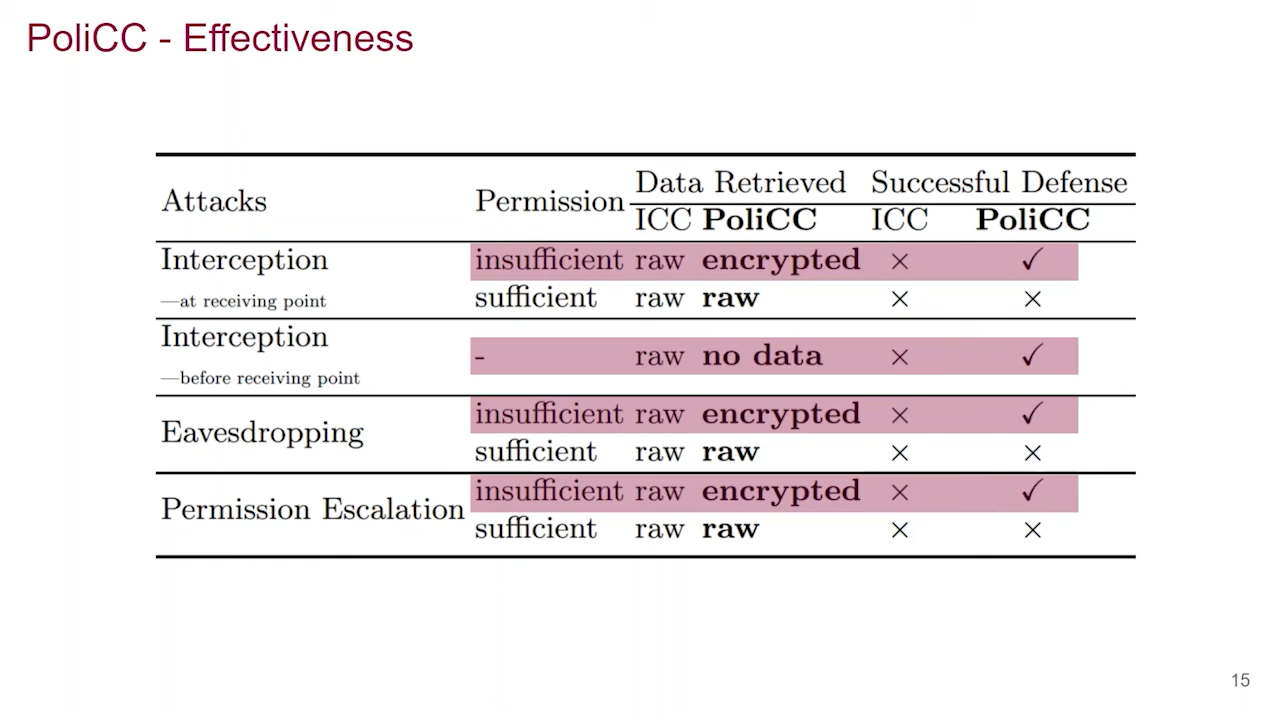 PoliCC - Effectiveness
Attacks Permission Data Retrieved Successful Defense
ICC PoliCC ICC PoliCC
Interception insufficient raw encrypted × ✓
—at receiving point sufficient raw raw × ×
Interception
- raw no data × ✓
—before receiving point
Eavesdropping insufficient raw encrypted × ✓
sufficient raw raw × ×
Permission Escalation insufficient raw encrypted × ✓
sufficient raw raw × ×
15